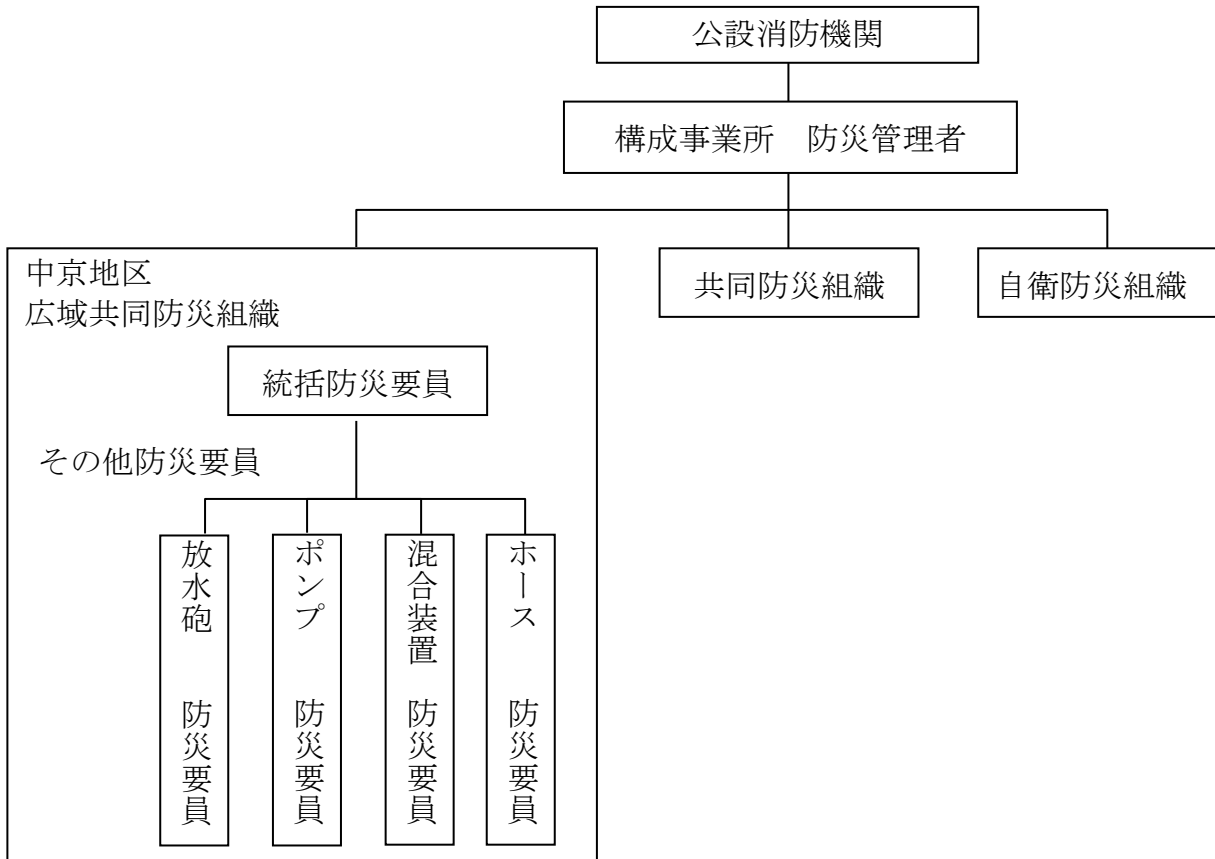 公設消防機関
構成事業所　防災管理者
中京地区
広域共同防災組織
共同防災組織
自衛防災組織
統括防災要員
その他防災要員
放水砲　防災要員
ポンプ　防災要員
混合装置　防災要員
ホース　防災要員